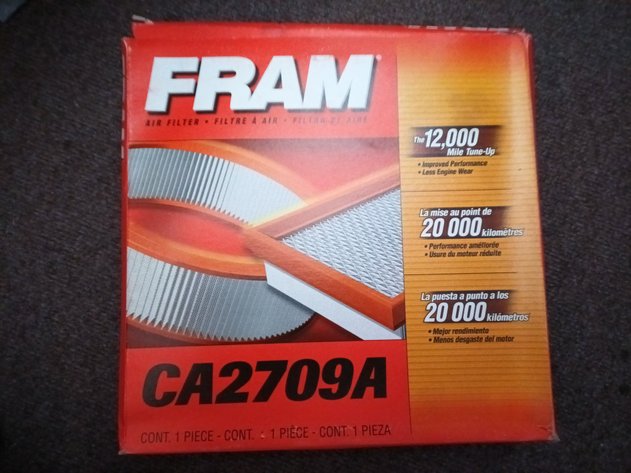 FRAM
AIR FILTER • FILTRE À AIR • FILTRO DE AIRE
The 12,000
Mile Tune-Up
• Improved Performance
• Less Engine Wear
La mise au point de
20 000 kilomètres
• Performance améliorée
• Usure du moteur réduite
La puesta a punto a los
20 000 kilómetros
• Mejor rendimiento
• Menos desgaste del motor
CA2709A
CONT. 1 PIECE - CONT. 1 PIÈCE - CONT. 1 PIEZA